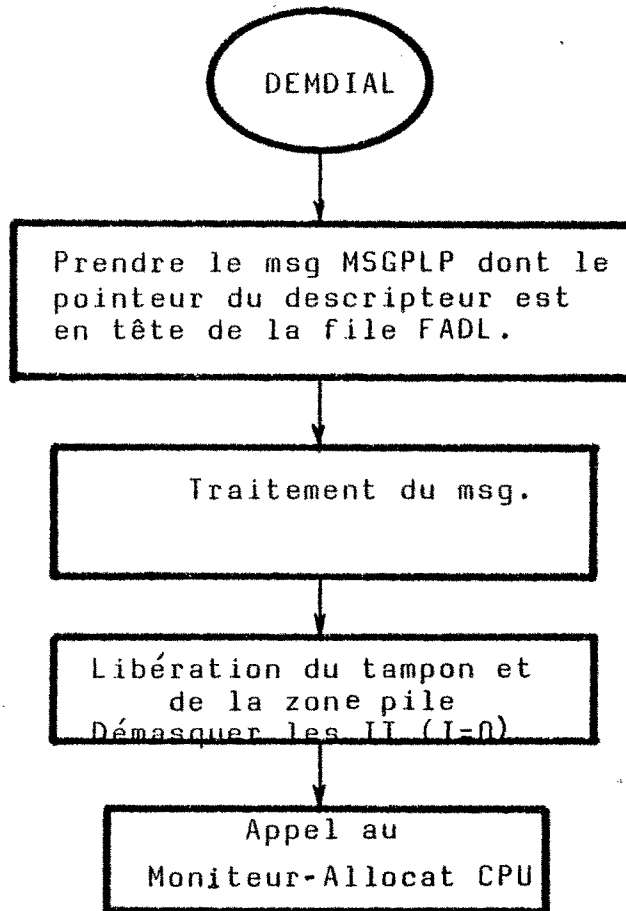 DEMDIAL
Prendre le msg MSGPLP dont le
pointeur du descripteur est
en tête de la file FADL.
Traitement du msg.
Libération du tampon et
de la zone pile
Démasquer les IT (I=0)
Appel au
Moniteur-Allocat CPU